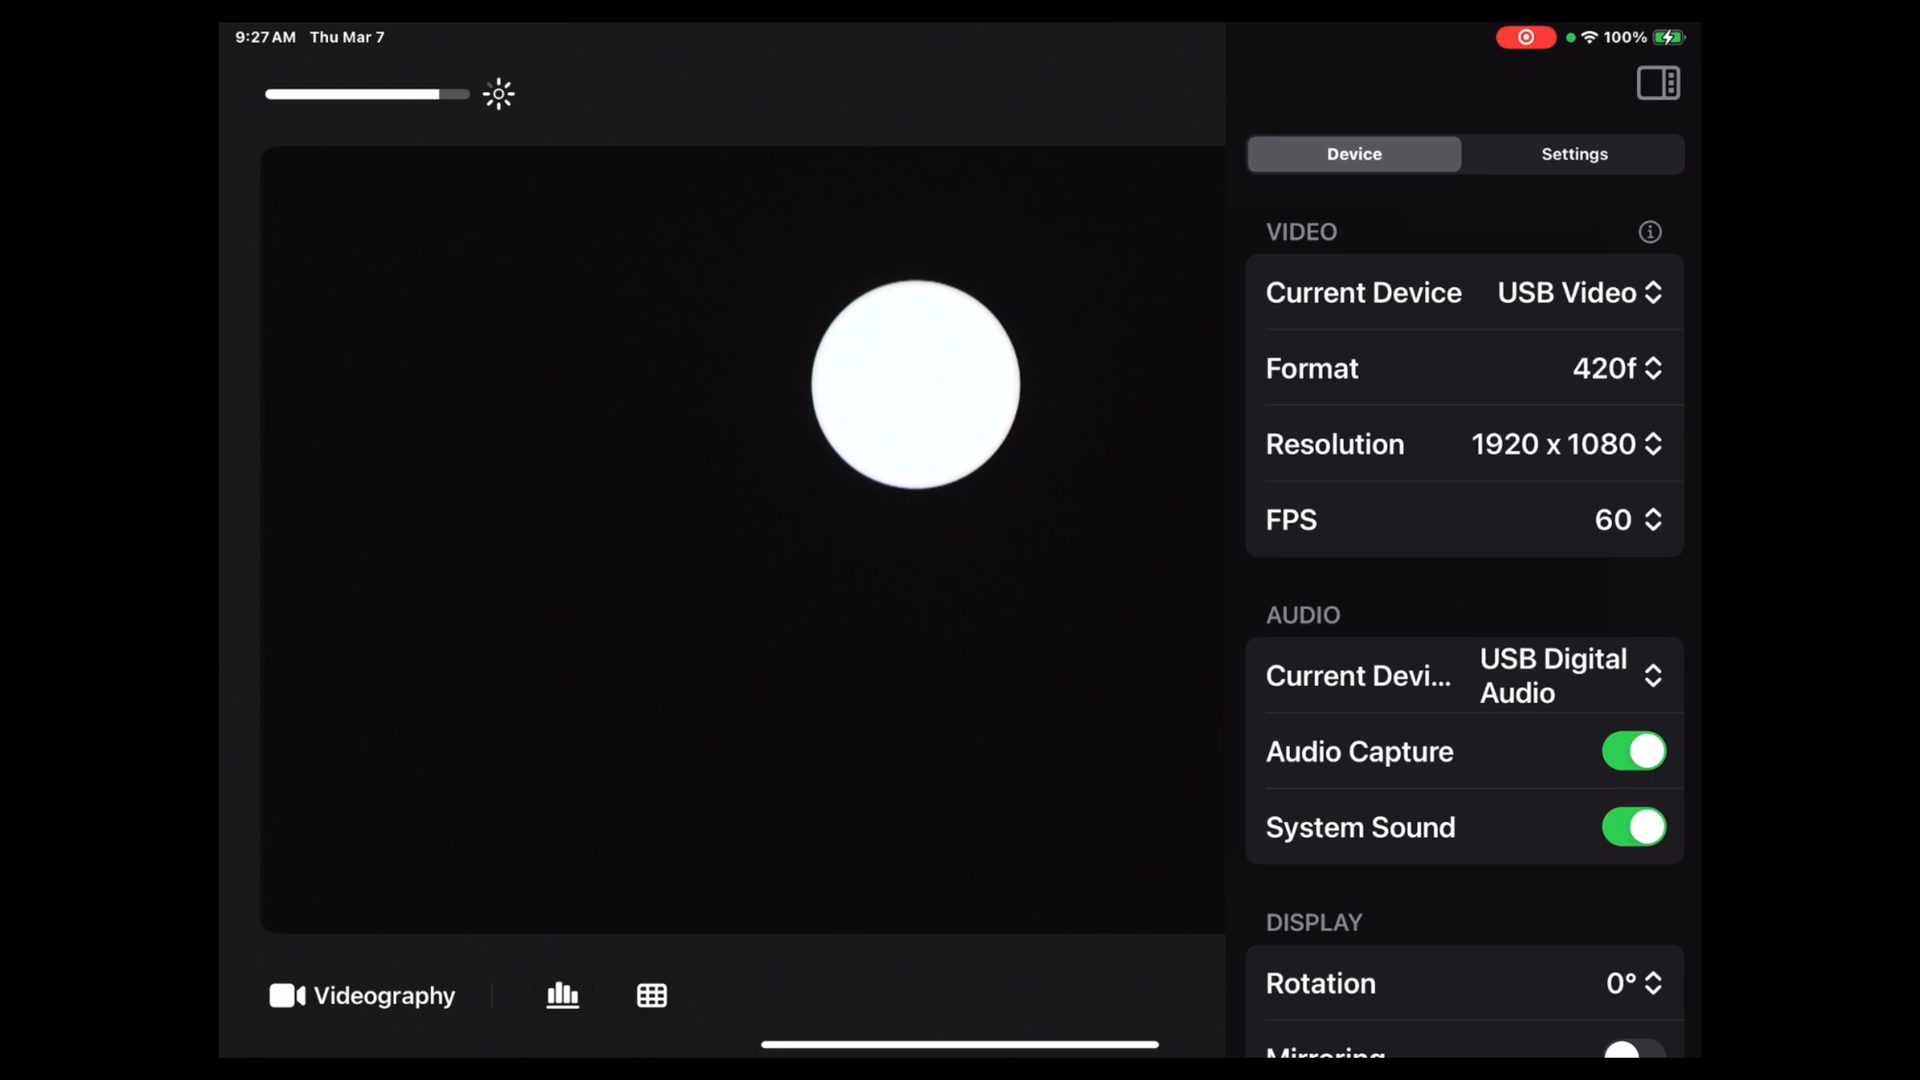 9:27 AM Thu Mar 7
100%
Device Settings
VIDEO
Current Device USB Video
Format 420f
Resolution 1920 x 1080
FPS 60
AUDIO
Current Devi... USB Digital
Audio
Audio Capture
System Sound
DISPLAY
Rotation 0°
Mirroring
Videography